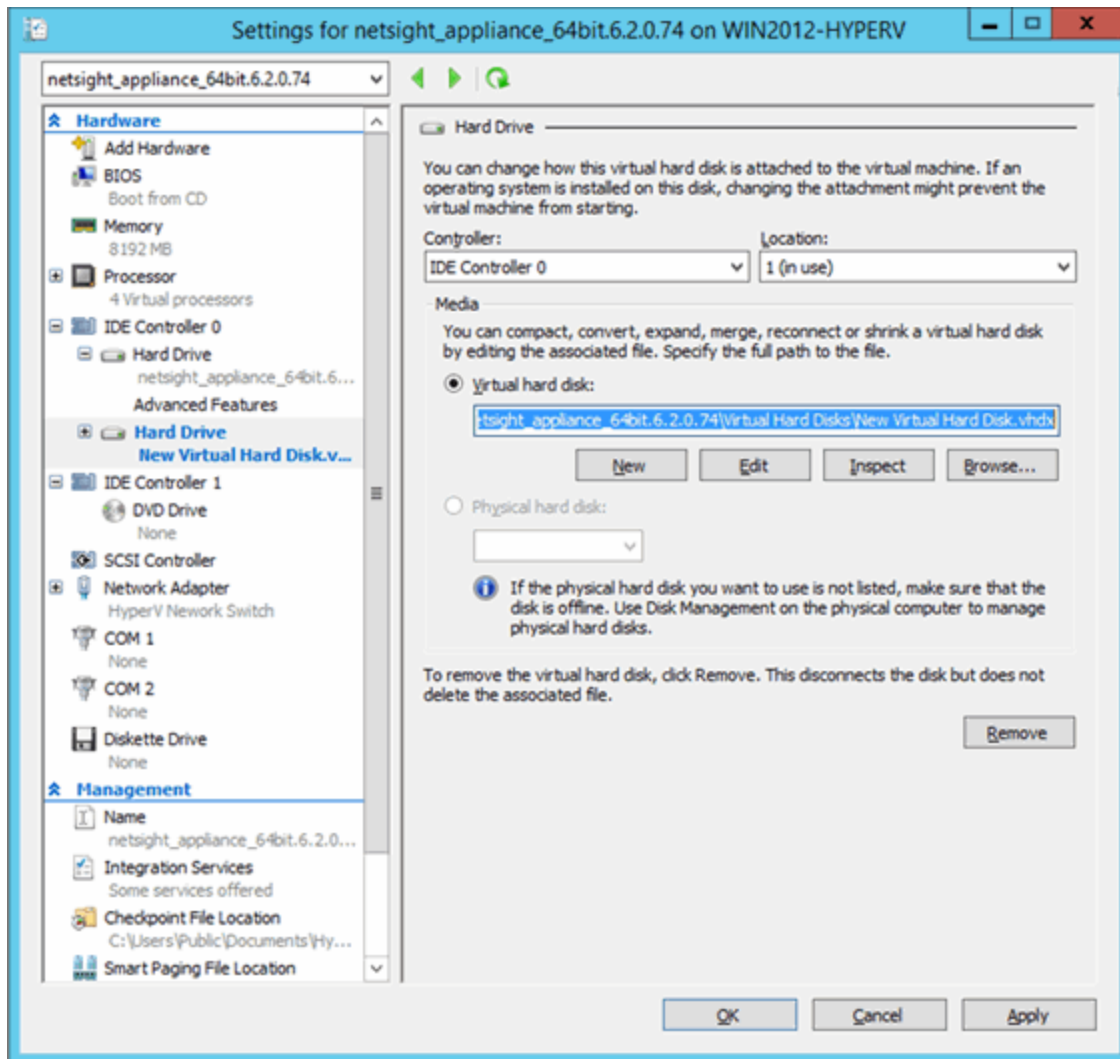 Settings for netsight_appliance_64bit.6.2.0.74 on WIN2012-HYPERV
netsight_appliance_64bit.6.2.0.74
Hardware
Add Hardware
BIOS
Boot from CD
Memory
8192 MB
Processor
4 Virtual processors
IDE Controller 0
Hard Drive
netsight_appliance_64bit.6...
Advanced Features
Hard Drive
New Virtual Hard Disk.v...
IDE Controller 1
DVD Drive
None
SCSI Controller
Network Adapter
HyperV Nework Switch
COM 1
None
COM 2
None
Diskette Drive
None
Management
Name
netsight_appliance_64bit.6.2.0...
Integration Services
Some services offered
Checkpoint File Location
C:\Users\Public\Documents\Hy...
Smart Paging File Location
Hard Drive
You can change how this virtual hard disk is attached to the virtual machine. If an
operating system is installed on this disk, changing the attachment might prevent the
virtual machine from starting.
Controller:
Location:
IDE Controller 0
1 (in use)
Media
You can compact, convert, expand, merge, reconnect or shrink a virtual hard disk
by editing the associated file. Specify the full path to the file.
Virtual hard disk:
etsight_appliance_64bit.6.2.0.74\Virtual Hard Disks\New Virtual Hard Disk.vhdx
New
Edit
Inspect
Browse...
Physical hard disk:
If the physical hard disk you want to use is not listed, make sure that the
disk is offline. Use Disk Management on the physical computer to manage
physical hard disks.
To remove the virtual hard disk, click Remove. This disconnects the disk but does not
delete the associated file.
Remove
OK
Cancel
Apply